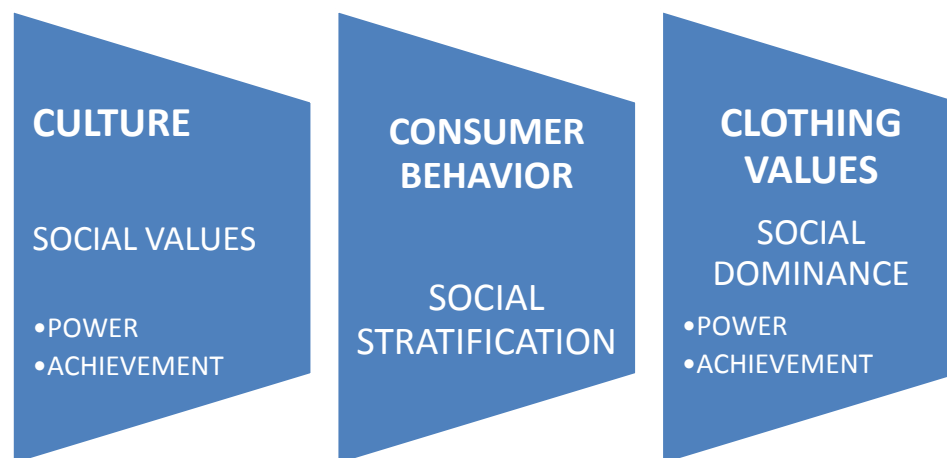 CULTURE
SOCIAL VALUES
•POWER
•ACHIEVEMENT
CONSUMER
BEHAVIOR
SOCIAL
STRATIFICATION
CLOTHING
VALUES
SOCIAL
DOMINANCE
•POWER
•ACHIEVEMENT